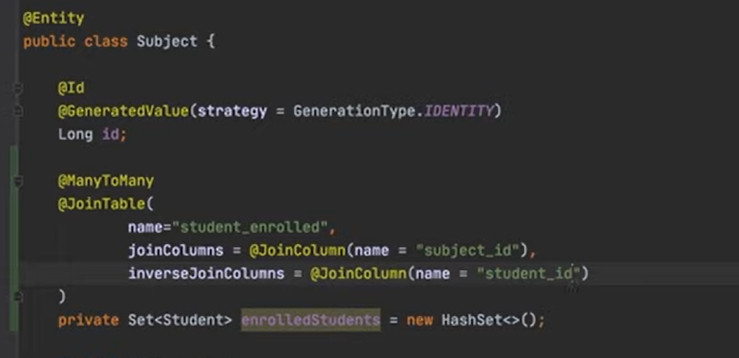 @Entity
public class Subject {
@Id
@GeneratedValue(strategy = GenerationType.IDENTITY)
Long id;
@ManyToMany
@JoinTable(
name="student_enrolled",
joinColumns = @JoinColumn(name = "subject_id"),
inverseJoinColumns = @JoinColumn(name = "student_id")
)
private Set<Student> enrolledStudents = new HashSet<>();